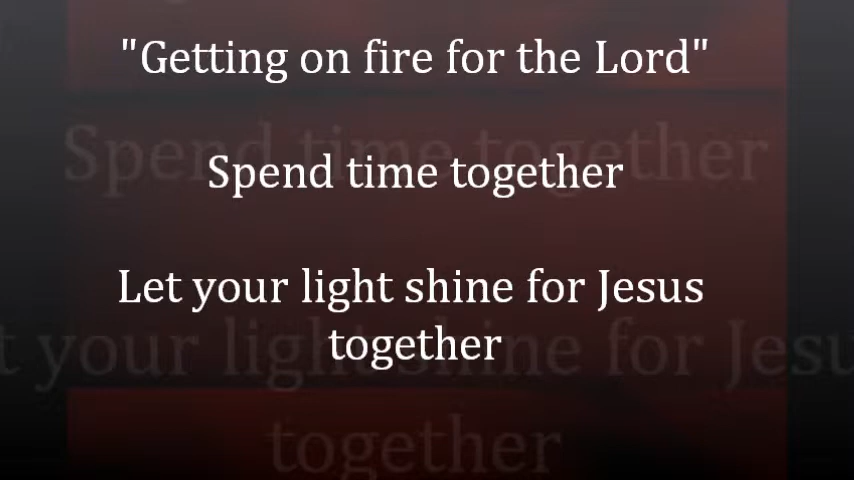 "Getting on fire for the Lord"
Spend time together
Let your light shine for Jesus
together